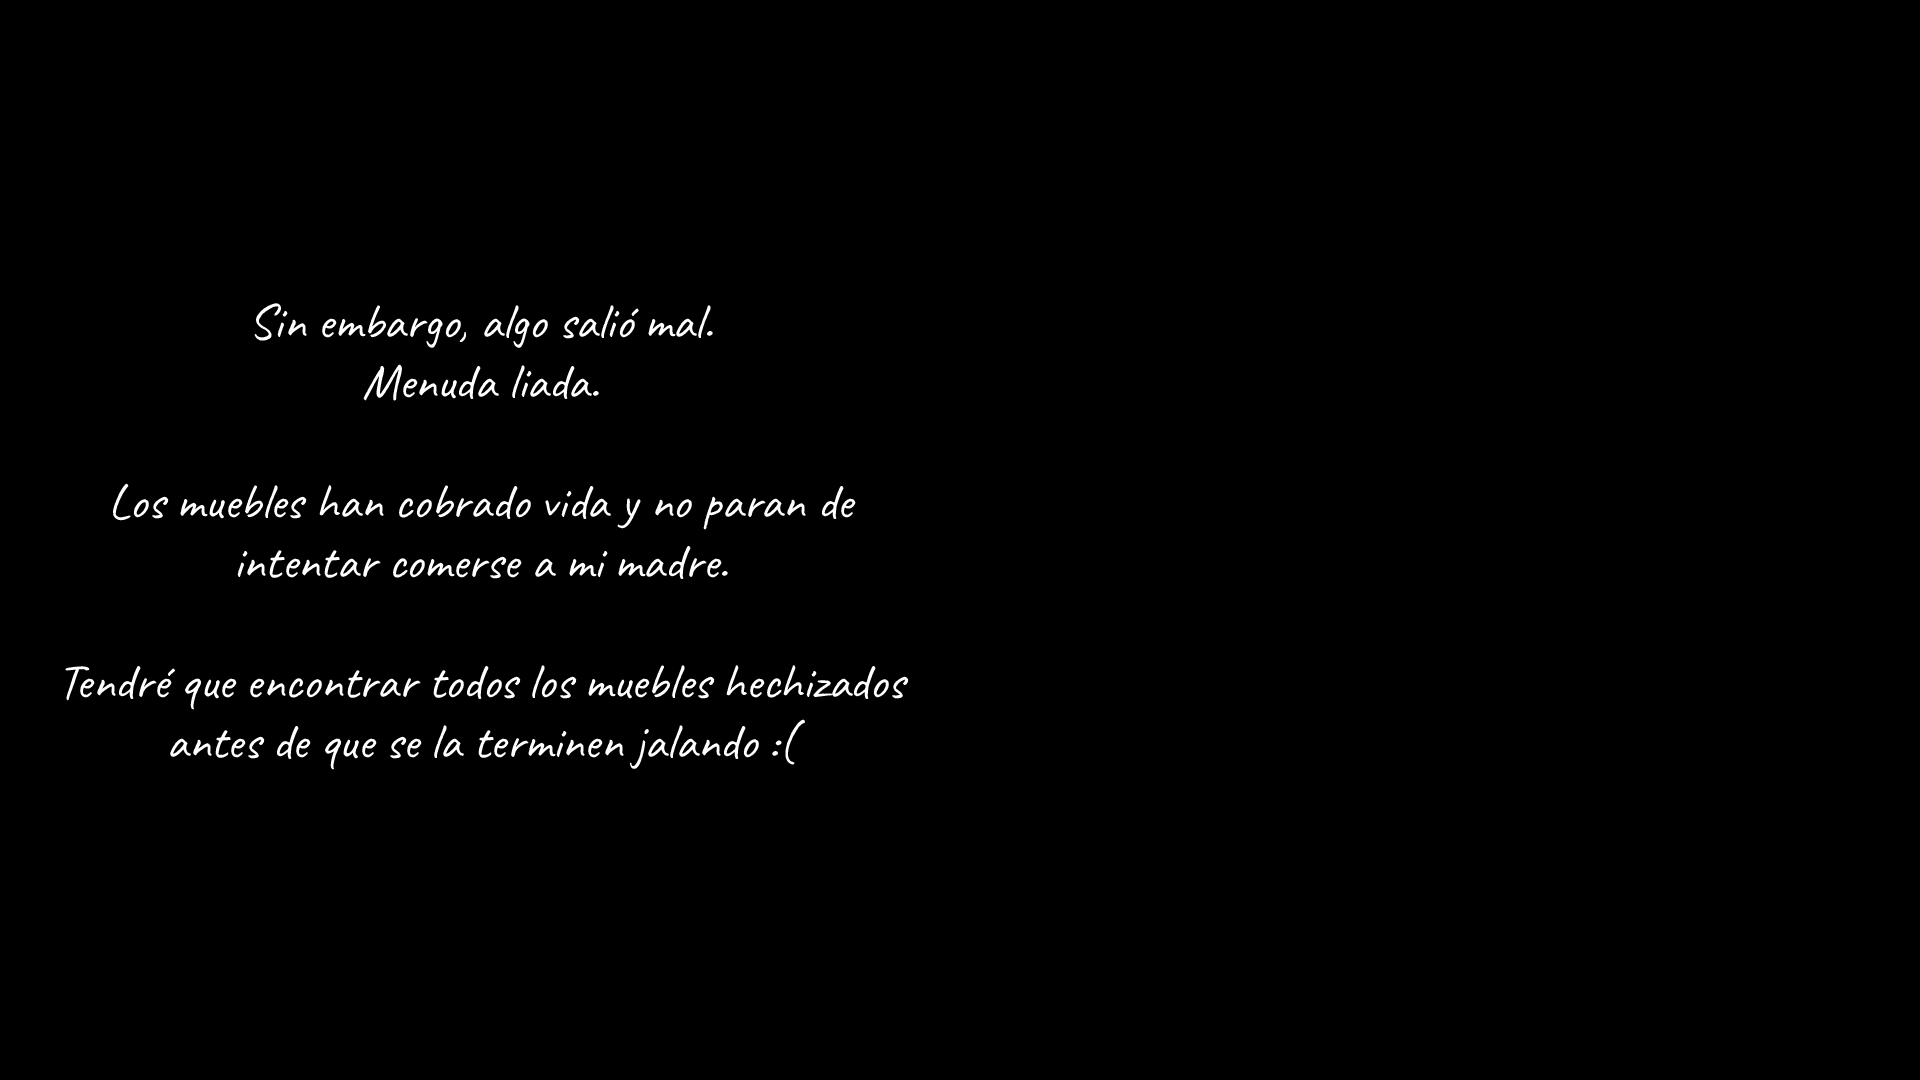 Sin embargo, algo salió mal.
Menuda liada.
Los muebles han cobrado vida y no paran de
intentar comerse a mi madre.
Tendré que encontrar todos los muebles hechizados
antes de que se la terminen jalando :(